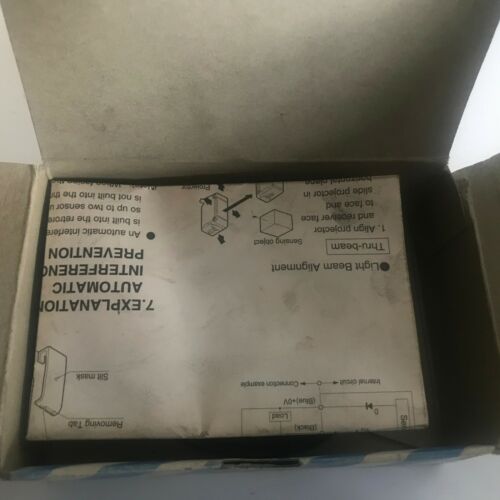 (Black)
Load
D
(Blue)+0V
Internal circuit
Connection example
●Light Beam Alignment
Thru-beam
1. Align projector
and receiver face
to face and
slide projector in
horizontal plane
Sensing object
Projector
Removing Tab
Slit mask
7.EXPLANATION
AUTOMATIC
INTERFERENC
PREVENTION
● An automatic interfere
is built into the retrore
so up to two sensor u
is not built into the